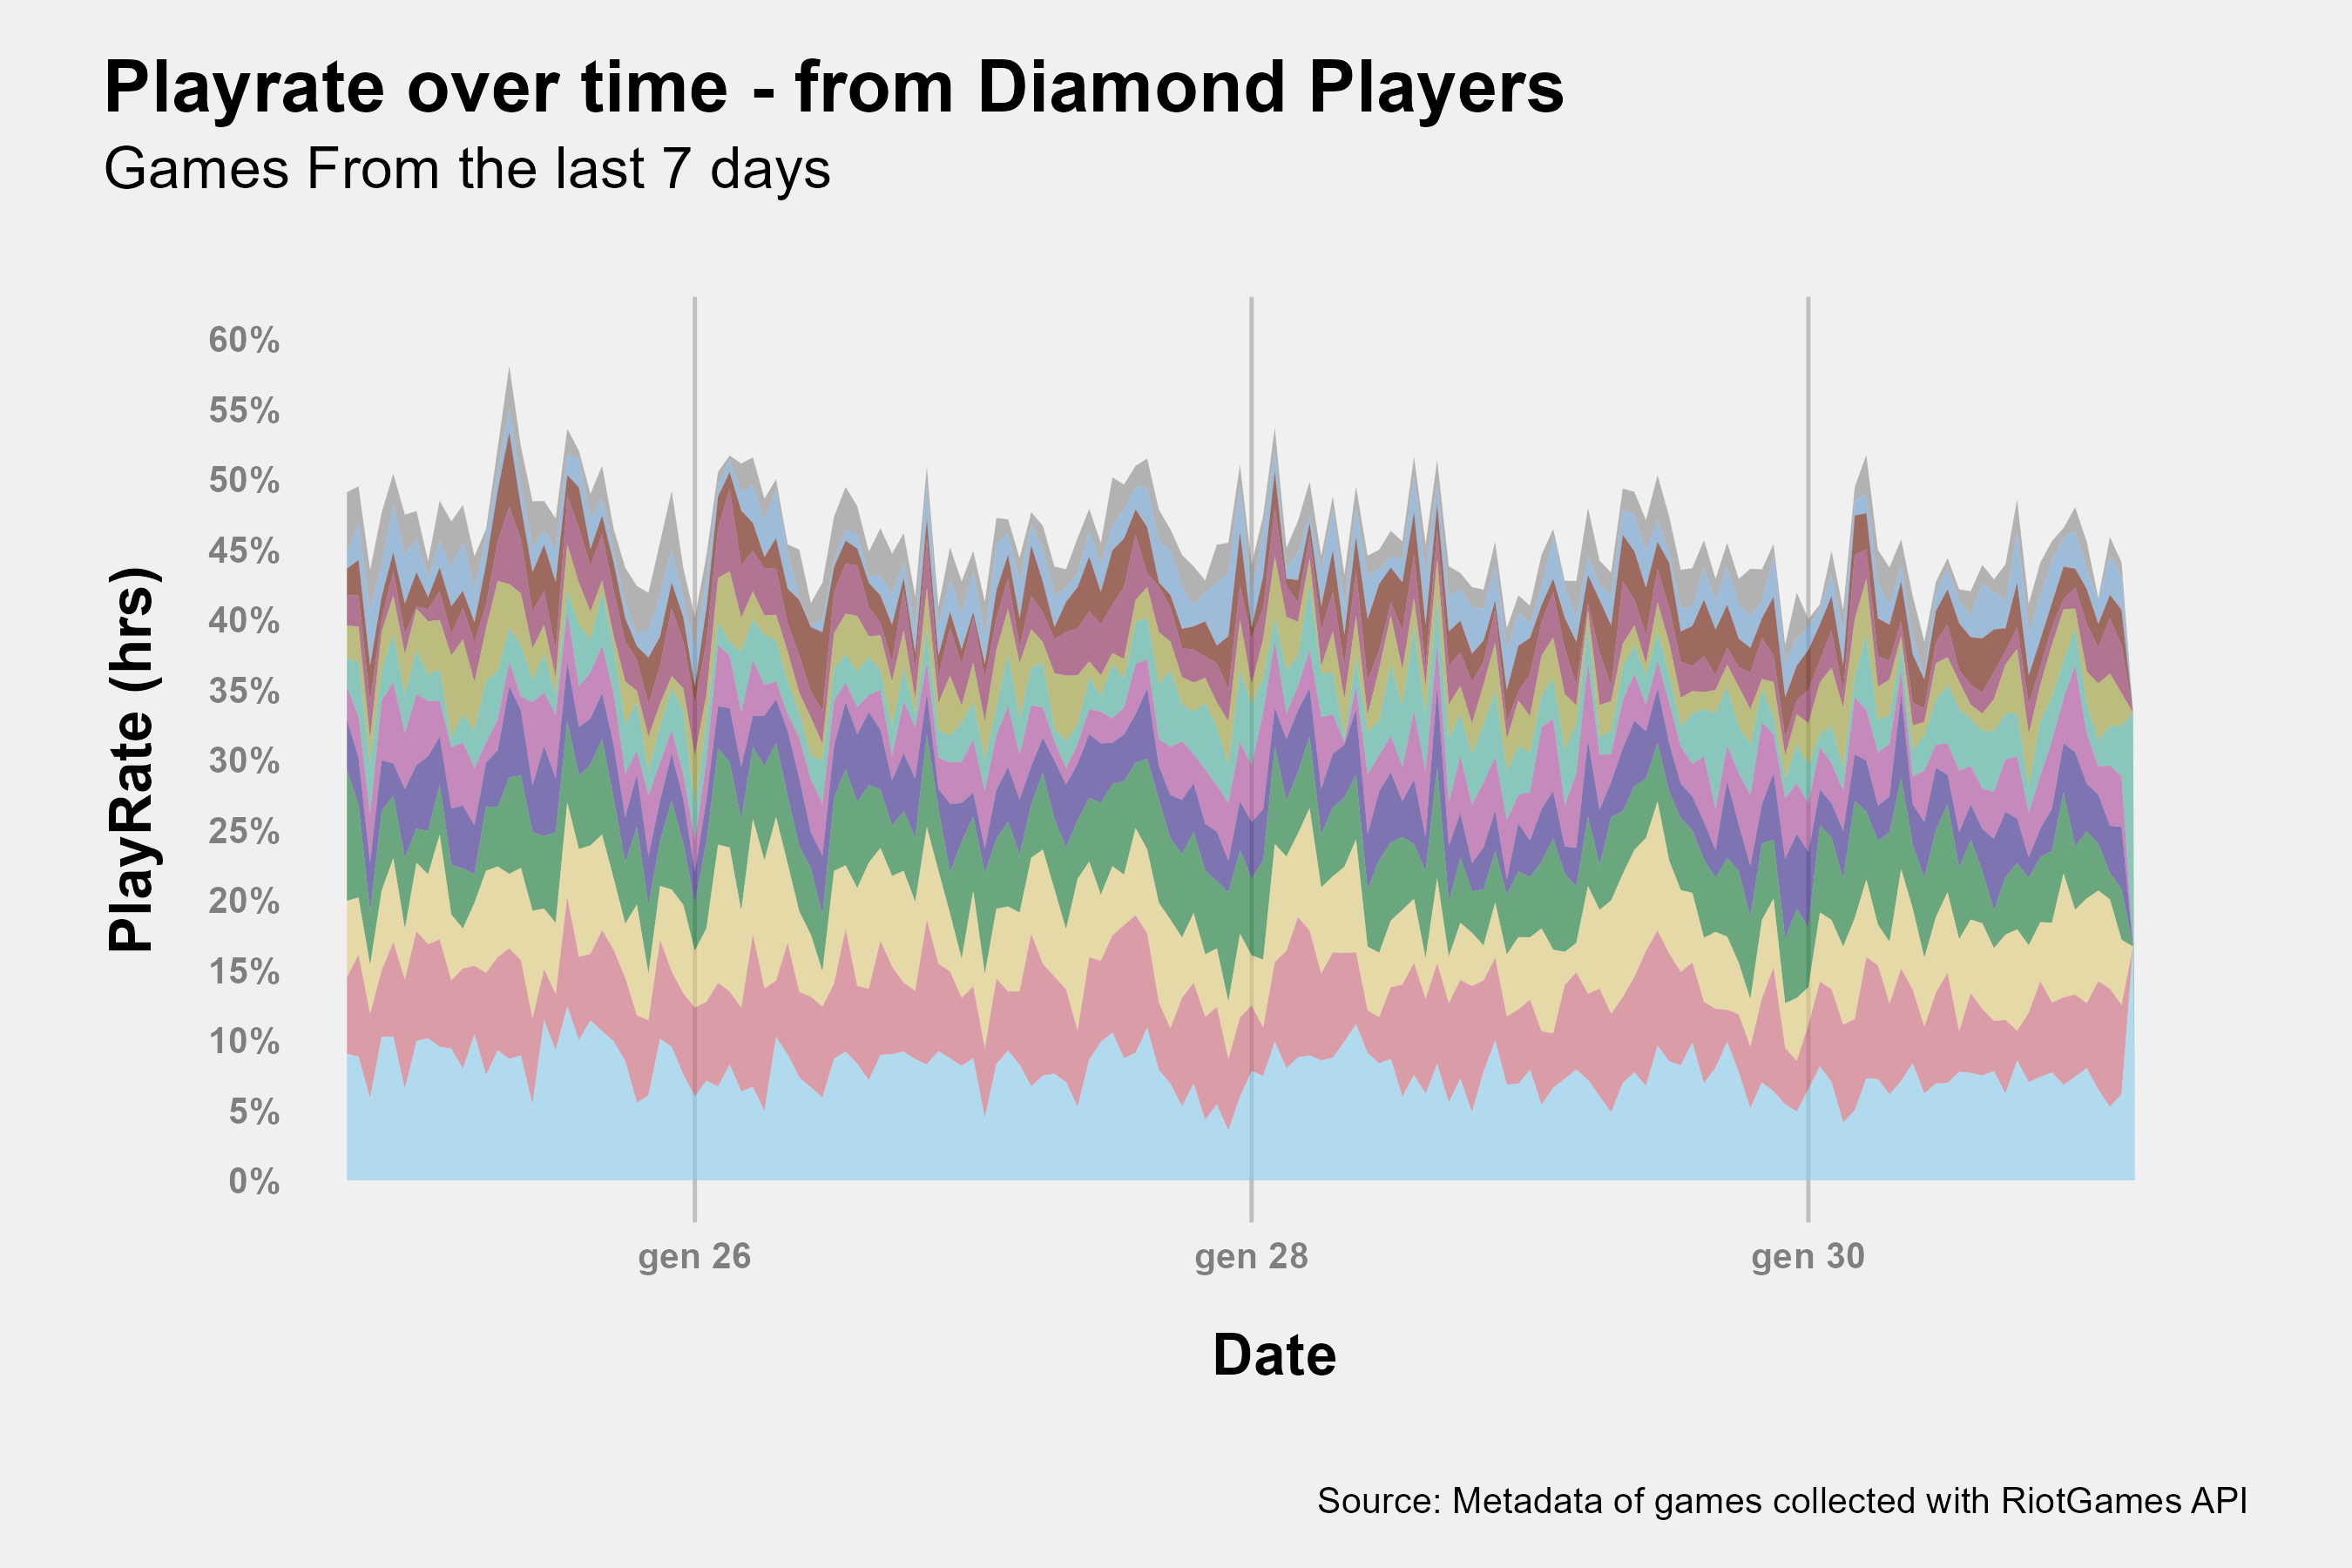 Playrate over time - from Diamond Players
Games From the last 7 days
60%
55%
50%
45%
40%
35%
30%
25%
20%
15%
10%
5%
0%
PlayRate (hrs)
gen 26
gen 28
gen 30
Date
Source: Metadata of games collected with RiotGames API